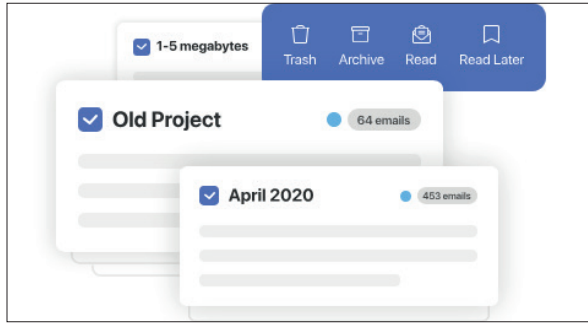 1-5 megabytes
Trash Archive Read Read Later
Old Project
64 emails
April 2020
453 emails